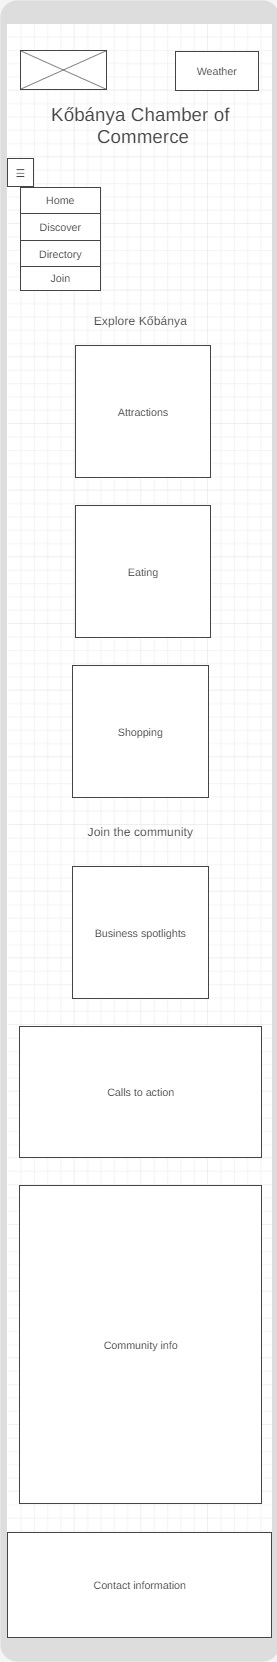 Weather
Kőbánya Chamber of
Commerce
☰
Home
Discover
Directory
Join
Explore Kőbánya
Attractions
Eating
Shopping
Join the community
Business spotlights
Calls to action
Community info
Contact information